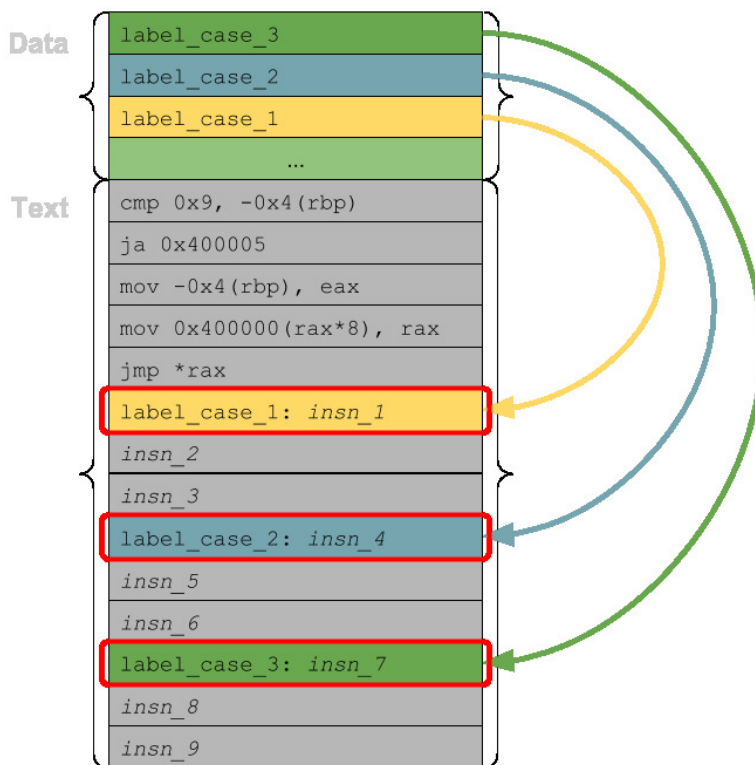 Data
label_case_3
label_case_2
label_case_1
...
Text
cmp 0x9, -0x4(rbp)
ja 0x400005
mov -0x4(rbp), eax
mov 0x400000(rax*8), rax
jmp *rax
label_case_1: insn_1
insn_2
insn_3
label_case_2: insn_4
insn_5
insn_6
label_case_3: insn_7
insn_8
insn_9